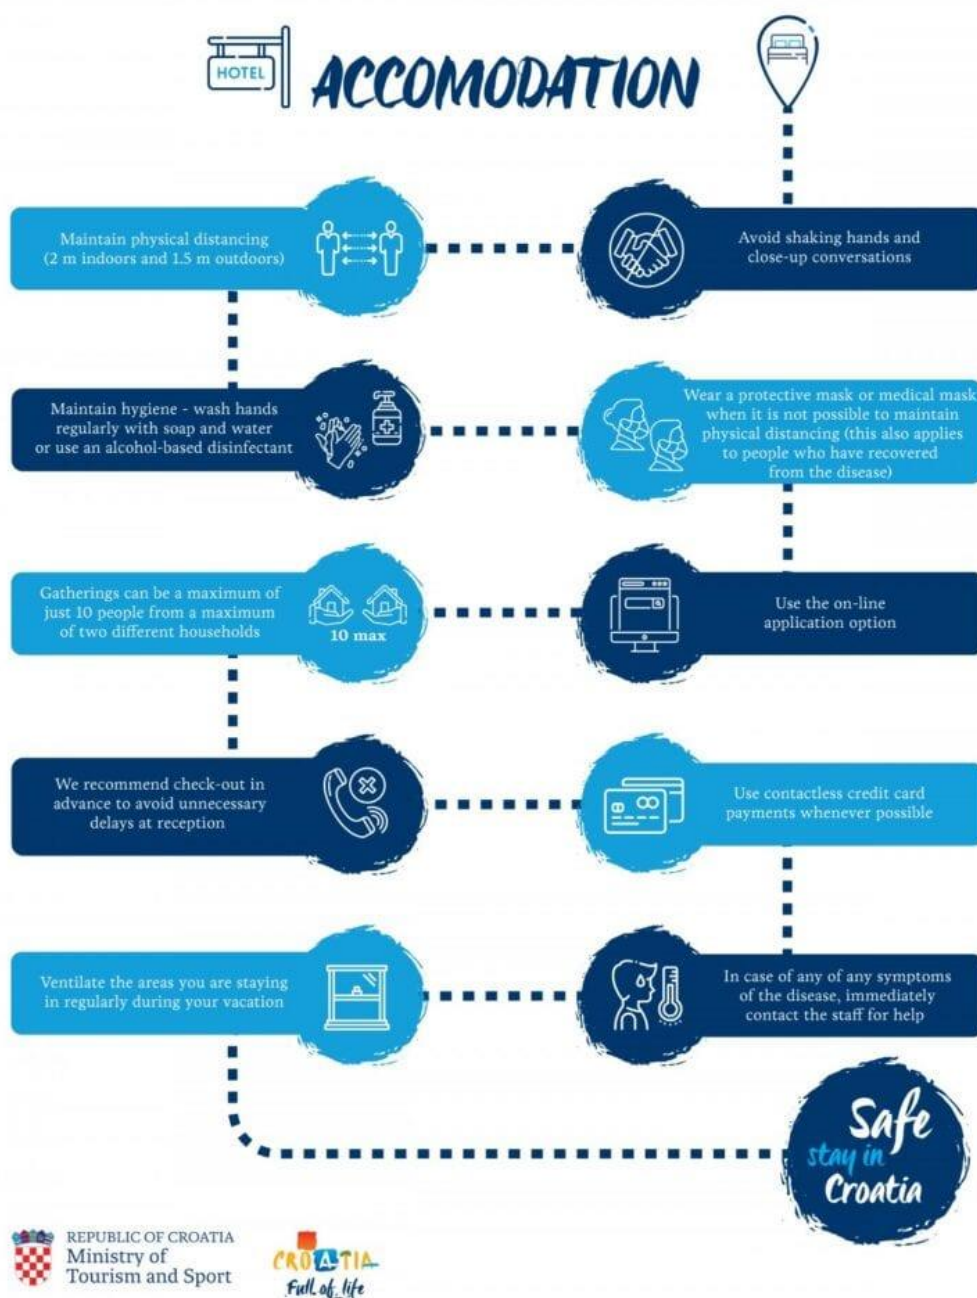 HOTEL
ACCOMODATION
Maintain physical distancing
(2 m indoors and 1.5 m outdoors)
Avoid shaking hands and
close-up conversations
Maintain hygiene - wash hands
regularly with soap and water
or use an alcohol-based disinfectant
Wear a protective mask or medical mask
when it is not possible to maintain
physical distancing (this also applies
to people who have recovered
from the disease)
Gatherings can be a maximum of
just 10 people from a maximum
of two different households
10 max
Use the on-line
application option
We recommend check-out in
advance to avoid unnecessary
delays at reception
Use contactless credit card
payments whenever possible
Ventilate the areas you are staying
in regularly during your vacation
In case of any of any symptoms
of the disease, immediately
contact the staff for help
Safe
stay in
Croatia
REPUBLIC OF CROATIA
Ministry of
Tourism and Sport
CROATIA
Full of life